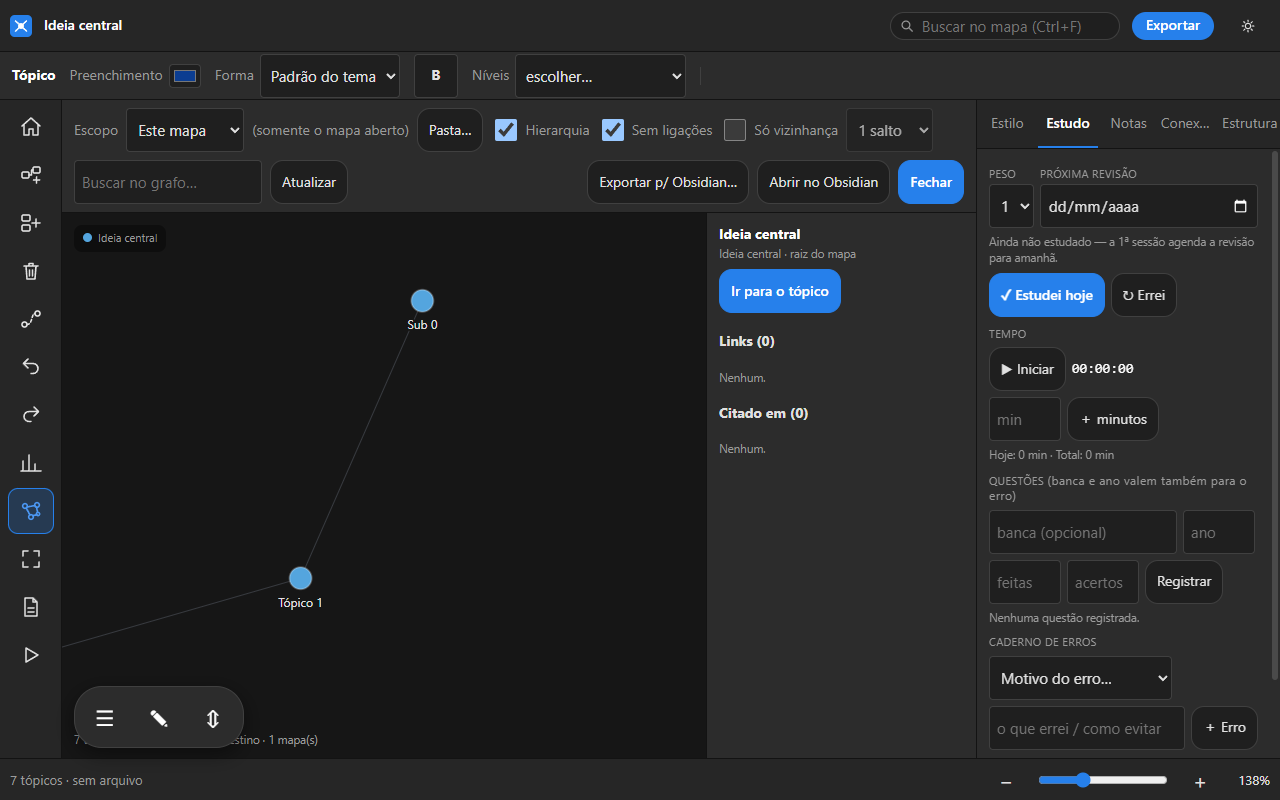 Ideia central
Buscar no mapa (Ctrl+F)
Exportar
Tópico
Preenchimento
Forma
Padrão do tema
B
Níveis
escolher...
Escopo
Este mapa
(somente o mapa aberto)
Pasta...
Hierarquia
Sem ligações
Só vizinhança
1 salto
Buscar no grafo...
Atualizar
Exportar p/ Obsidian...
Abrir no Obsidian
Fechar
Ideia central
Sub 0
Tópico 1
7
stino · 1 mapa(s)
Ideia central
Ideia central · raiz do mapa
Ir para o tópico
Links (0)
Nenhum.
Citado em (0)
Nenhum.
Estilo
Estudo
Notas
Conex...
Estrutura
PESO
PRÓXIMA REVISÃO
1
dd/mm/aaaa
Ainda não estudado — a 1ª sessão agenda a revisão
para amanhã.
✓ Estudei hoje
↻ Errei
TEMPO
▶ Iniciar
00:00:00
min
+ minutos
Hoje: 0 min · Total: 0 min
QUESTÕES (banca e ano valem também para o
erro)
banca (opcional)
ano
feitas
acertos
Registrar
Nenhuma questão registrada.
CADERNO DE ERROS
Motivo do erro...
o que errei / como evitar
+ Erro
7 tópicos · sem arquivo
138%